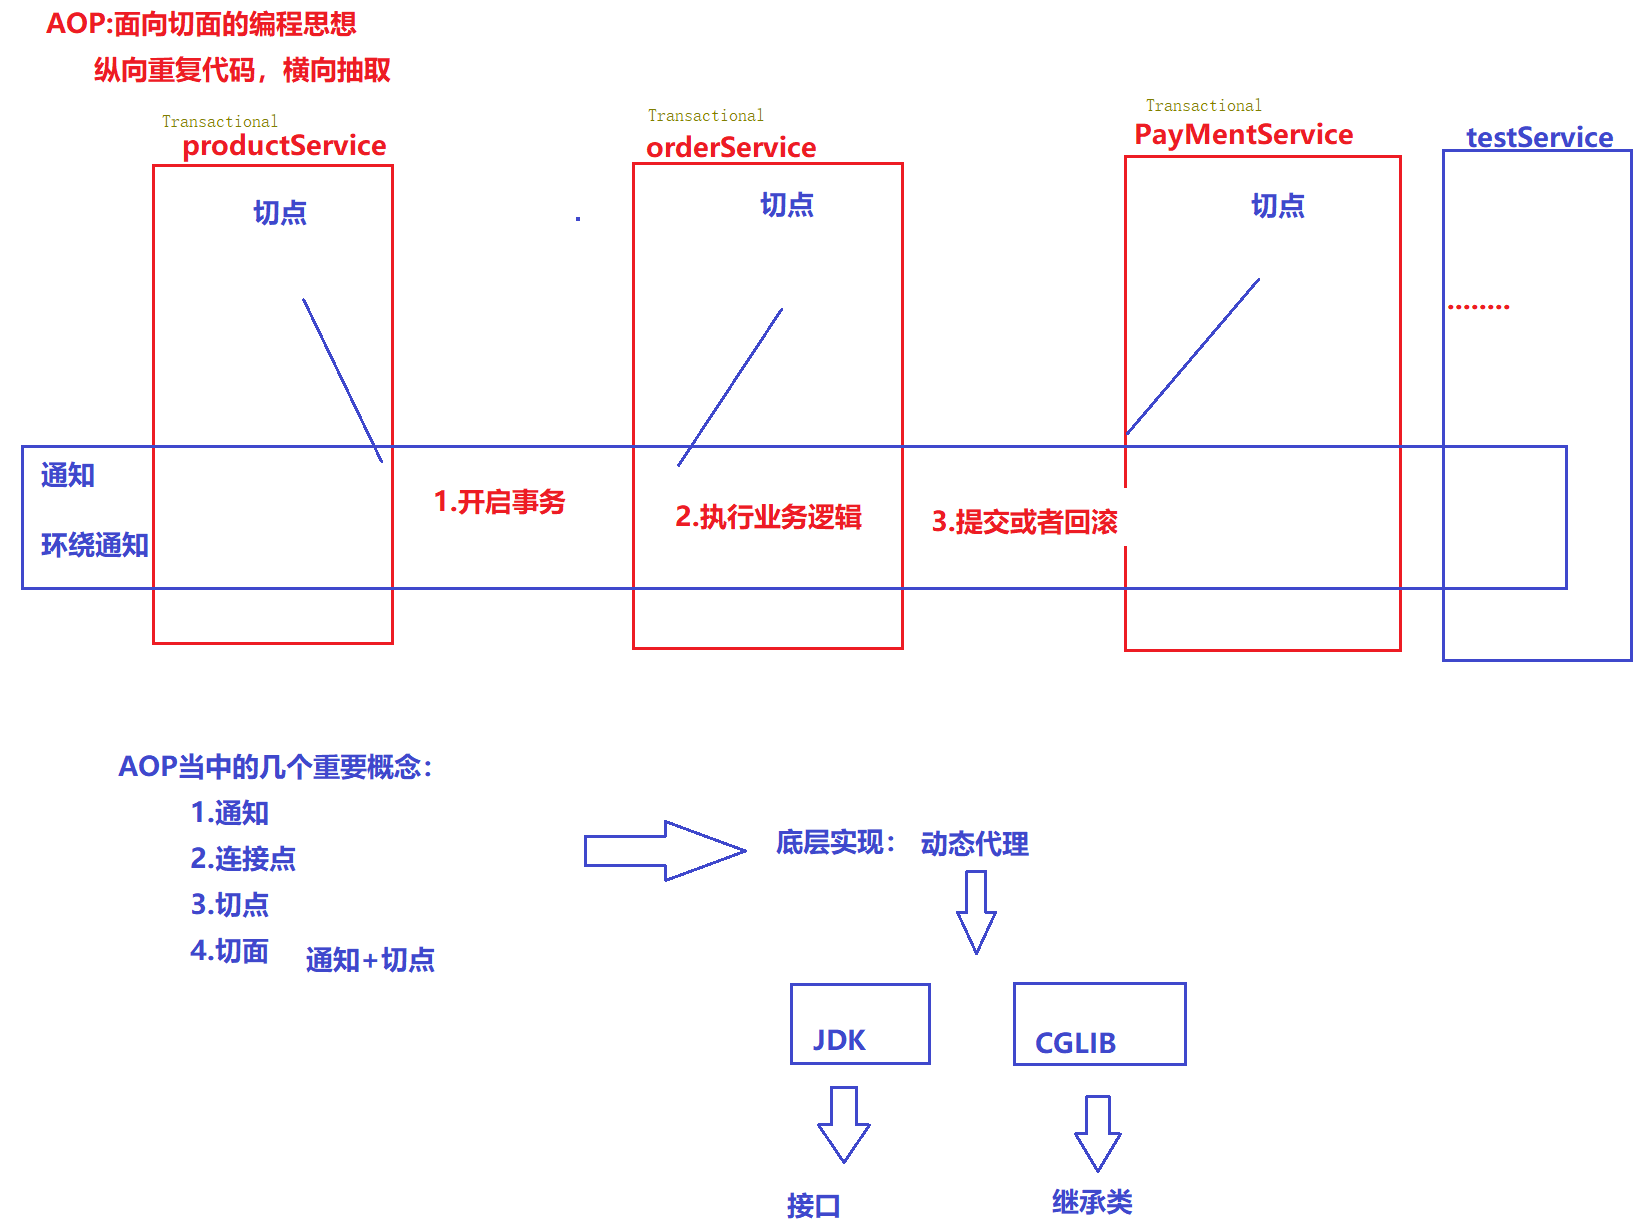 AOP:面向切面的编程思想
纵向重复代码，横向抽取
Transactional
productService
Transactional
orderService
Transactional
PayMentService
testService
切点
切点
切点
........
通知
环绕通知
1.开启事务
2.执行业务逻辑
3.提交或者回滚
AOP当中的几个重要概念：
1.通知
2.连接点
3.切点
4.切面
通知+切点
底层实现：
动态代理
JDK
CGLIB
接口
继承类